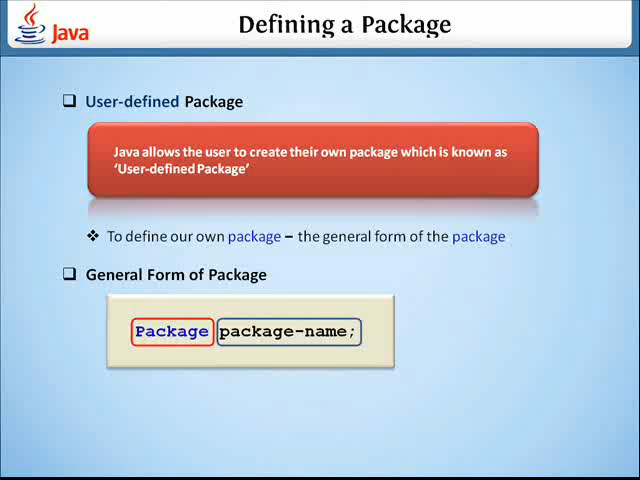 Java
Defining a Package
User-defined Package
Java allows the user to create their own package which is known as
‘User-defined Package’
To define our own package – the general form of the package
General Form of Package
Package package-name;